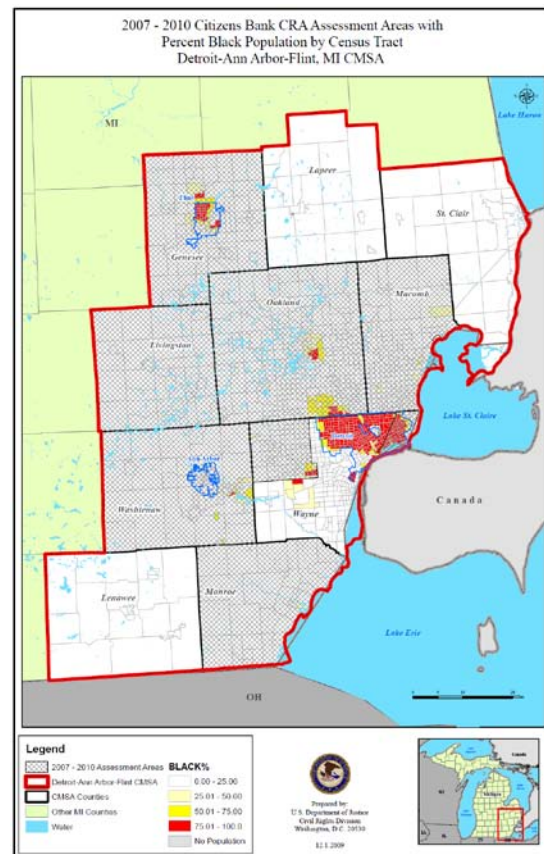 2007 - 2010 Citizens Bank CRA Assessment Areas with
Percent Black Population by Census Tract
Detroit-Ann Arbor-Flint, MI CMSA
MI
Lake Huron
Lapeer
St. Clair
Flint
Genesee
Oakland
Macomb
Livingston
Lake St. Claire
Ann Arbor
Canada
Washtenaw
Wayne
Lenawee
Monroe
Lake Erie
OH
Legend
2007 - 2010 Assessment Areas
Detroit-Ann Arbor-Flint CMSA
CMSA Counties
Other MI Counties
Water
BLACK%
0.00 - 25.00
25.01 - 50.00
50.01 - 75.00
75.01 - 100.0
No Population
Prepared by
U.S. Department of Justice
Civil Rights Division
Washington, D.C. 20530